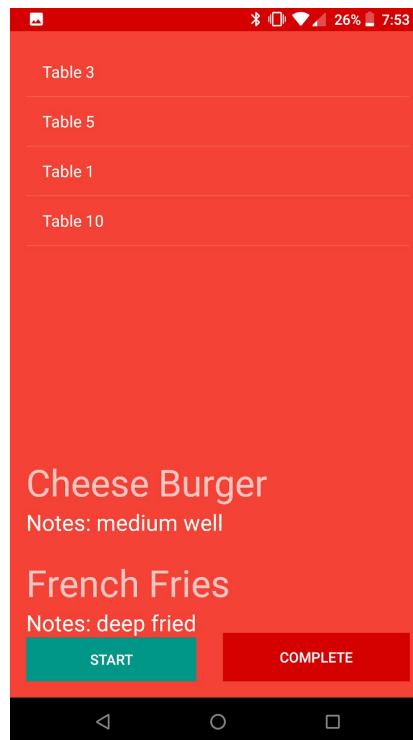 26% 7:53
Table 3
Table 5
Table 1
Table 10
Cheese Burger
Notes: medium well
French Fries
Notes: deep fried
START
COMPLETE